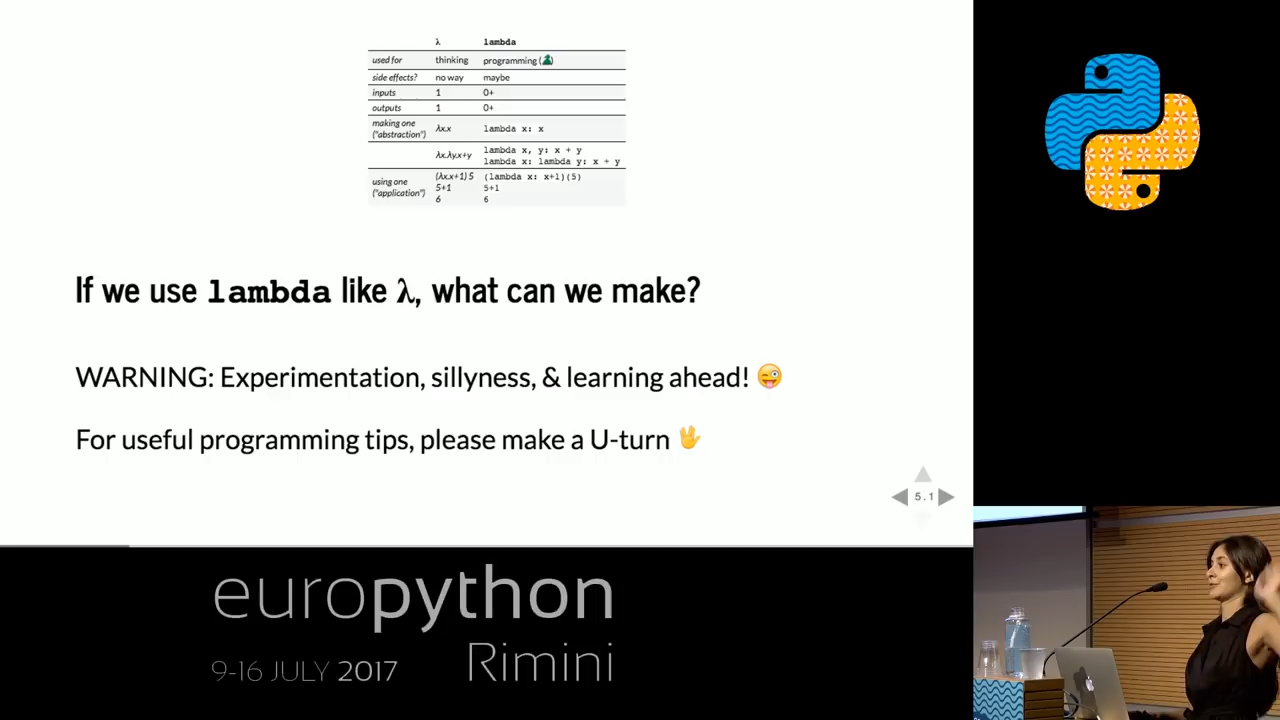 λ lambda
used for thinking programming (
side effects? no way maybe
inputs 1 0+
outputs 1 0+
making one
("abstraction") λx.x lambda x: x
λx.λy.x+y lambda x, y: x + y
lambda x: lambda y: x + y
using one
("application") (λx.x+1) 5 (lambda x: x+1)(5)
5+1 5+1
6 6
If we use lambda like λ, what can we make?
WARNING: Experimentation, sillyness, & learning ahead! 😜
For useful programming tips, please make a U-turn 🖖
5.1
europython
9-16 JULY 2017 Rimini